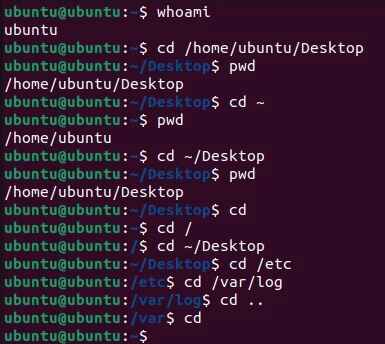 ubuntu@ubuntu:~$ whoami
ubuntu
ubuntu@ubuntu:~$ cd /home/ubuntu/Desktop
ubuntu@ubuntu:~/Desktop$ pwd
/home/ubuntu/Desktop
ubuntu@ubuntu:~/Desktop$ cd ~
ubuntu@ubuntu:~$ pwd
/home/ubuntu
ubuntu@ubuntu:~$ cd ~/Desktop
ubuntu@ubuntu:~/Desktop$ pwd
/home/ubuntu/Desktop
ubuntu@ubuntu:~/Desktop$ cd
ubuntu@ubuntu:~$ cd /
ubuntu@ubuntu:/$ cd ~/Desktop
ubuntu@ubuntu:~/Desktop$ cd /etc
ubuntu@ubuntu:/etc$ cd /var/log
ubuntu@ubuntu:/var/log$ cd ..
ubuntu@ubuntu:/var$ cd
ubuntu@ubuntu:~$